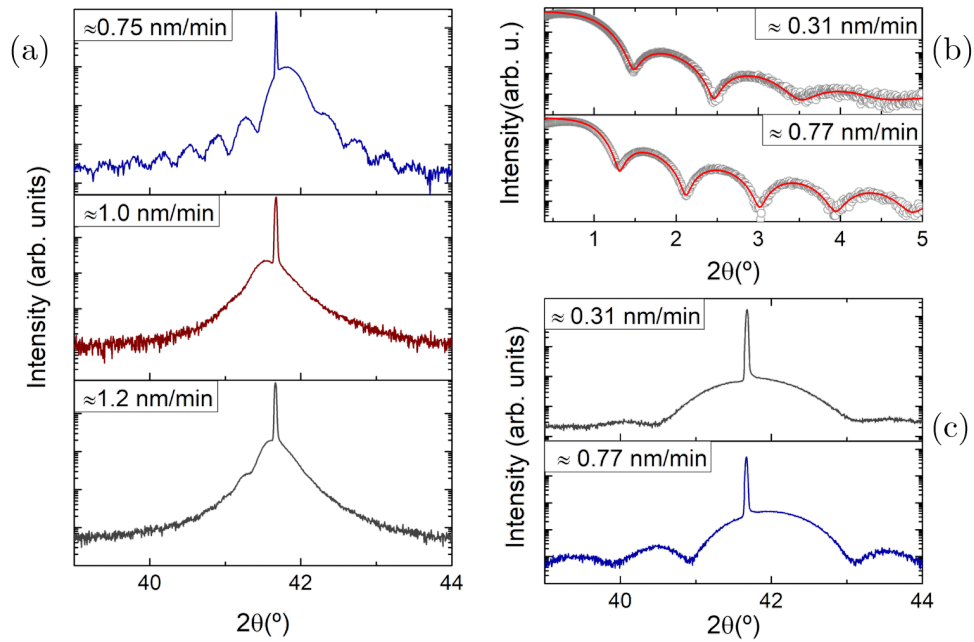 (a)
≈0.75 nm/min
≈1.0 nm/min
≈1.2 nm/min
Intensity (arb. units)
40 42 44
2θ(º)
(b)
≈ 0.31 nm/min
≈ 0.77 nm/min
Intensity(arb. u.)
1 2 3 4 5
2θ(º)
(c)
≈ 0.31 nm/min
≈ 0.77 nm/min
Intensity (arb. units)
40 42 44
2θ(º)